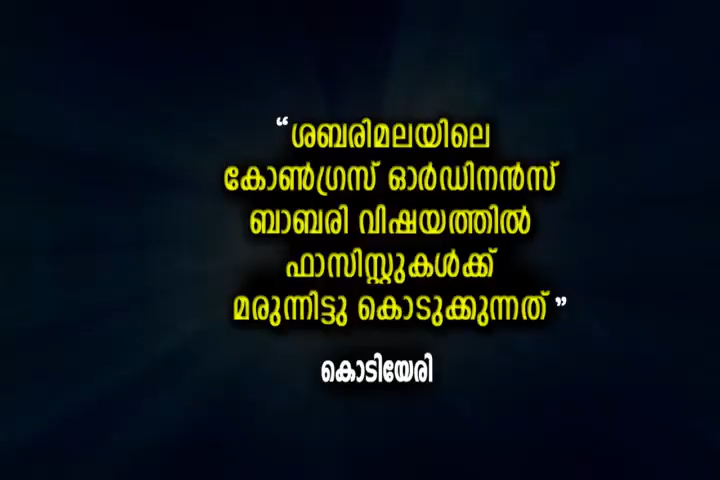 “ ശബരിമലയിലെ
കോൺഗ്രസ് ഓർഡിനൻസ്
ബാബരി വിഷയത്തിൽ
ഫാസിസ്റ്റുകൾക്ക്
മരുന്നിട്ടു കൊടുക്കുന്നത് ”
കൊടിയേരി